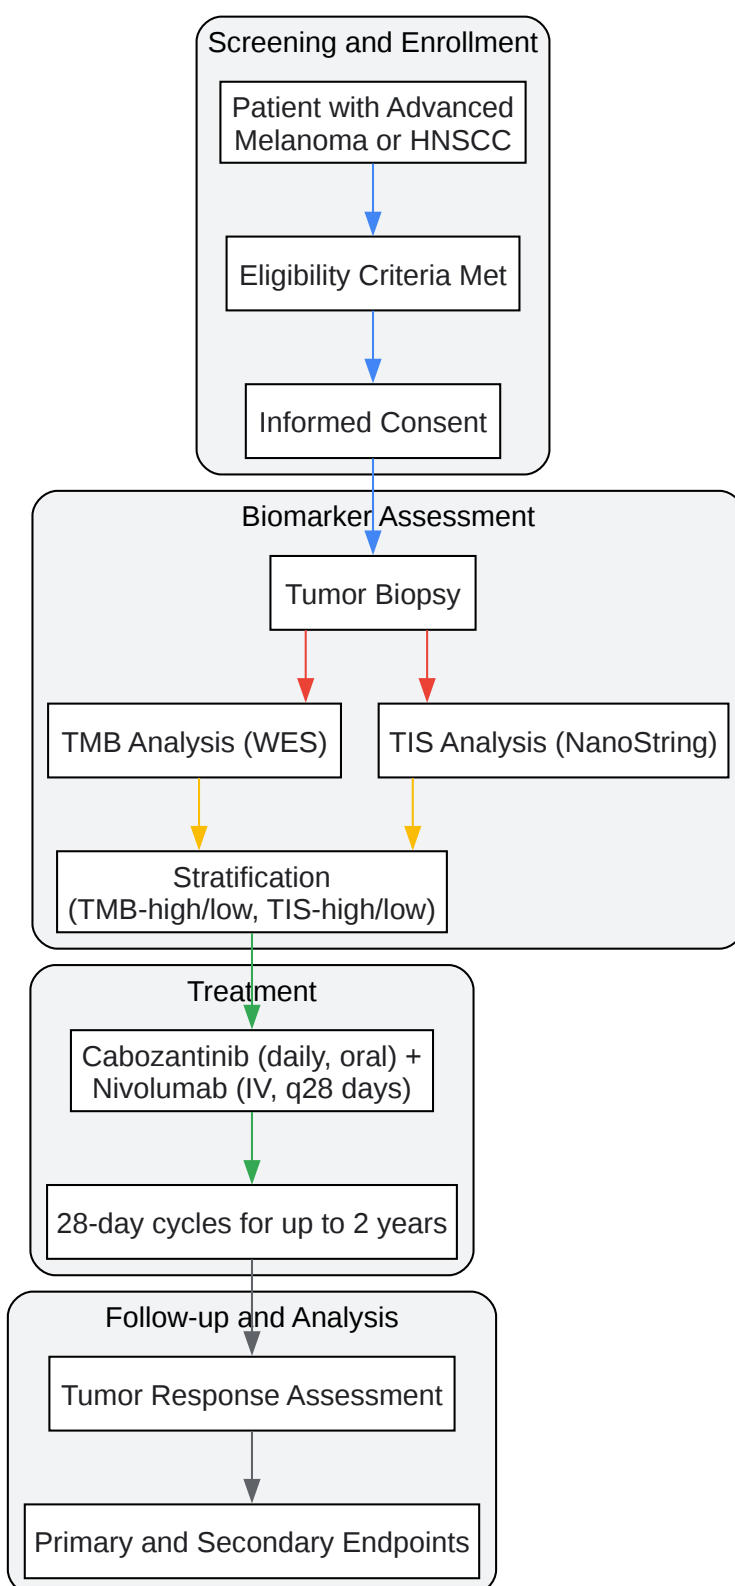 Screening and Enrollment
Patient with Advanced
Melanoma or HNSCC
Eligibility Criteria Met
Informed Consent
Biomarker Assessment
Tumor Biopsy
TMB Analysis (WES)
TIS Analysis (NanoString)
Stratification
(TMB-high/low, TIS-high/low)
Treatment
Cabozantinib (daily, oral) +
Nivolumab (IV, q28 days)
28-day cycles for up to 2 years
Follow-up and Analysis
Tumor Response Assessment
Primary and Secondary Endpoints